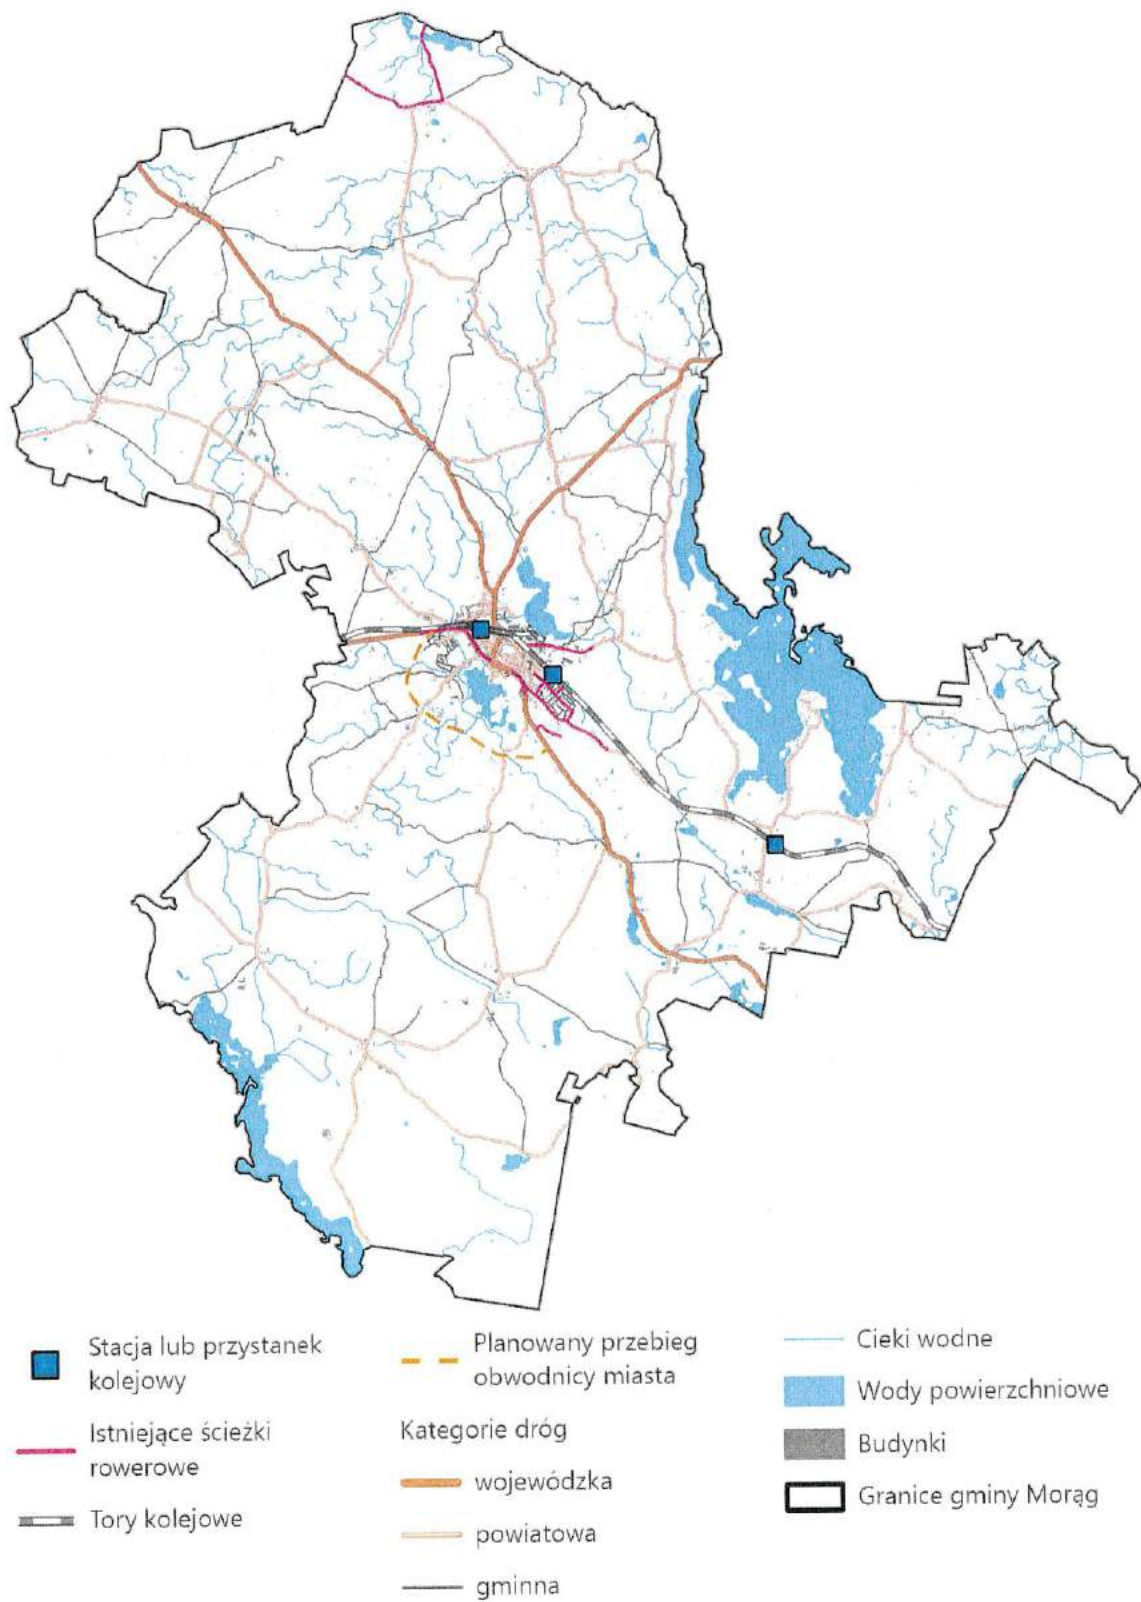 Stacja lub przystanek
kolejowy
Istniejące ścieżki
rowerowe
Tory kolejowe
Planowany przebieg
obwodnicy miasta
Kategorie dróg
wojewódzka
powiatowa
gminna
Cieki wodne
Wody powierzchniowe
Budynki
Granice gminy Morąg